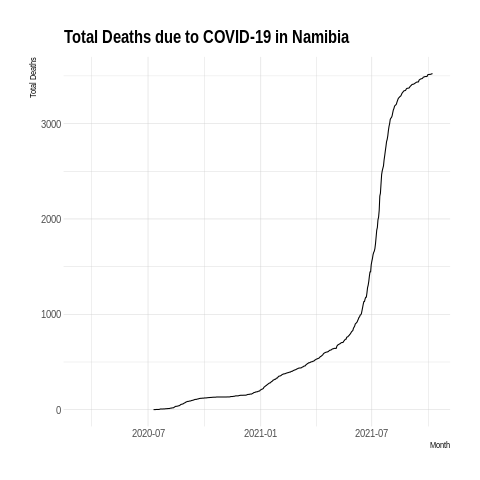 Total Deaths due to COVID-19 in Namibia
Total Deaths
3000
2000
1000
0
2020-07 2021-01 2021-07
Month